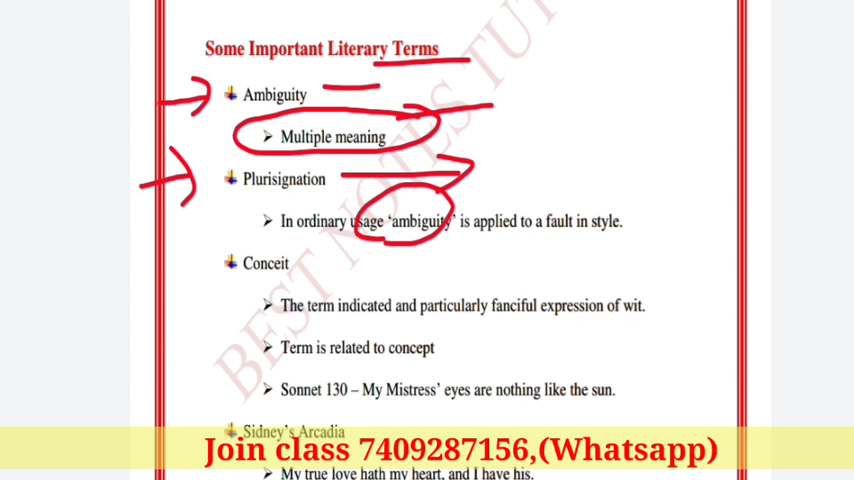 Some Important Literary Terms
Ambiguity
Multiple meaning
Plurisignation
In ordinary usage ‘ambiguity’ is applied to a fault in style.
Conceit
The term indicated and particularly fanciful expression of wit.
Term is related to concept
Sonnet 130 – My Mistress’ eyes are nothing like the sun.
Sidney’s Arcadia
Join class 7409287156,(Whatsapp)
My true love hath my heart, and I have his.
BEST NOTES TUT